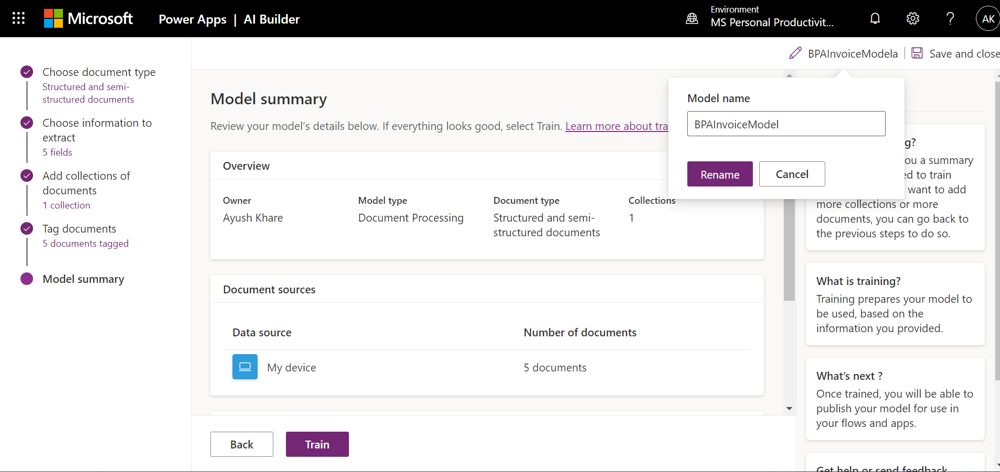 Microsoft
Power Apps | AI Builder
Environment
MS Personal Productivit...
?
AK
BPAInvoiceModela
Save and close
Choose document type
Structured and semi-
structured documents
Choose information to
extract
5 fields
Add collections of
documents
1 collection
Tag documents
5 documents tagged
Model summary
Model summary
Review your model’s details below. If everything looks good, select Train. Learn more about tra
Model name
BPAInvoiceModel
Rename
Cancel
Overview
Owner
Model type
Document type
Collections
Ayush Khare
Document Processing
Structured and semi-
structured documents
1
Document sources
Data source
Number of documents
My device
5 documents
Back
Train
g?
ou a summary
ed to train
want to add
more collections or more
documents, you can go back to
the previous steps to do so.
What is training?
Training prepares your model to
be used, based on the
information you provided.
What’s next ?
Once trained, you will be able to
publish your model for use in
your flows and apps.
Get help or send feedback